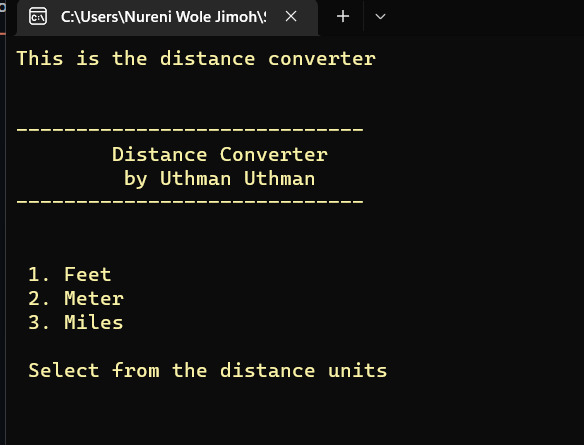 C:\Users\Nureni Wole Jimoh\S
This is the distance converter
-----------------------------
Distance Converter
by Uthman Uthman
-----------------------------
1. Feet
2. Meter
3. Miles
Select from the distance units